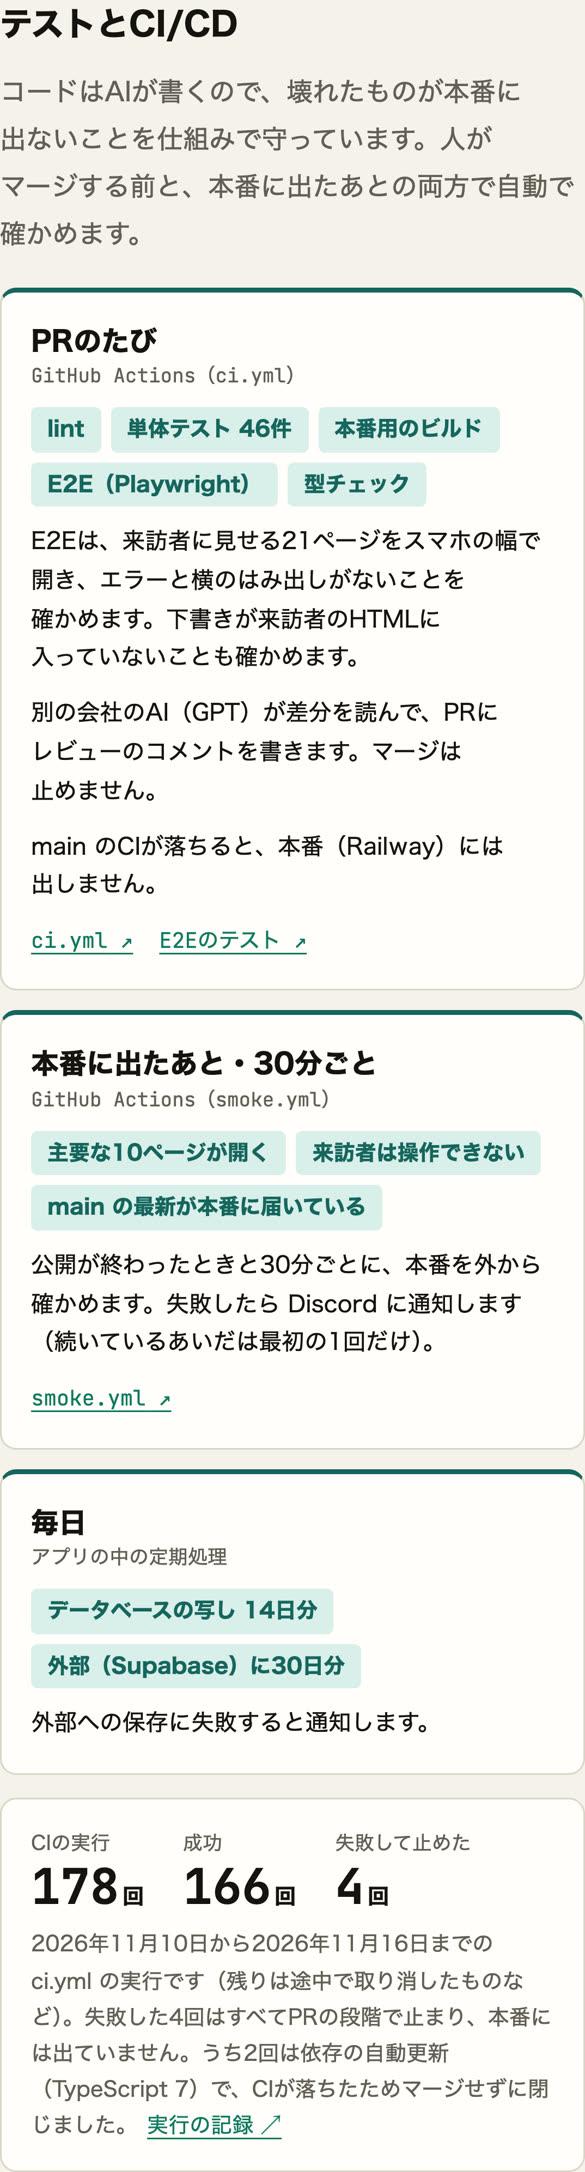 テストとCI/CD
コードはAIが書くので、壊れたものが本番に
出ないことを仕組みで守っています。人が
マージする前と、本番に出たあとの両方で自動で
確かめます。
PRのたび
GitHub Actions（ci.yml）
lint 単体テスト 46件 本番用のビルド
E2E（Playwright） 型チェック
E2Eは、来訪者に見せる21ページをスマホの幅で
開き、エラーと横のはみ出しがないことを
確かめます。下書きが来訪者のHTMLに
入っていないことも確かめます。
別の会社のAI（GPT）が差分を読んで、PRに
レビューのコメントを書きます。マージは
止めません。
main のCIが落ちると、本番（Railway）には
出しません。
ci.yml ↗ E2Eのテスト ↗
本番に出たあと・30分ごと
GitHub Actions（smoke.yml）
主要な10ページが開く 来訪者は操作できない
main の最新が本番に届いている
公開が終わったときと30分ごとに、本番を外から
確かめます。失敗したら Discord に通知します
（続いているあいだは最初の1回だけ）。
smoke.yml ↗
毎日
アプリの中の定期処理
データベースの写し 14日分
外部（Supabase）に30日分
外部への保存に失敗すると通知します。
CIの実行 成功 失敗して止めた
178回 166回 4回
2026年11月10日から2026年11月16日までの
ci.yml の実行です（残りは途中で取り消したものな
ど）。失敗した4回はすべてPRの段階で止まり、本番に
は出ていません。うち2回は依存の自動更新
（TypeScript 7）で、CIが落ちたためマージせずに閉
じました。 実行の記録 ↗